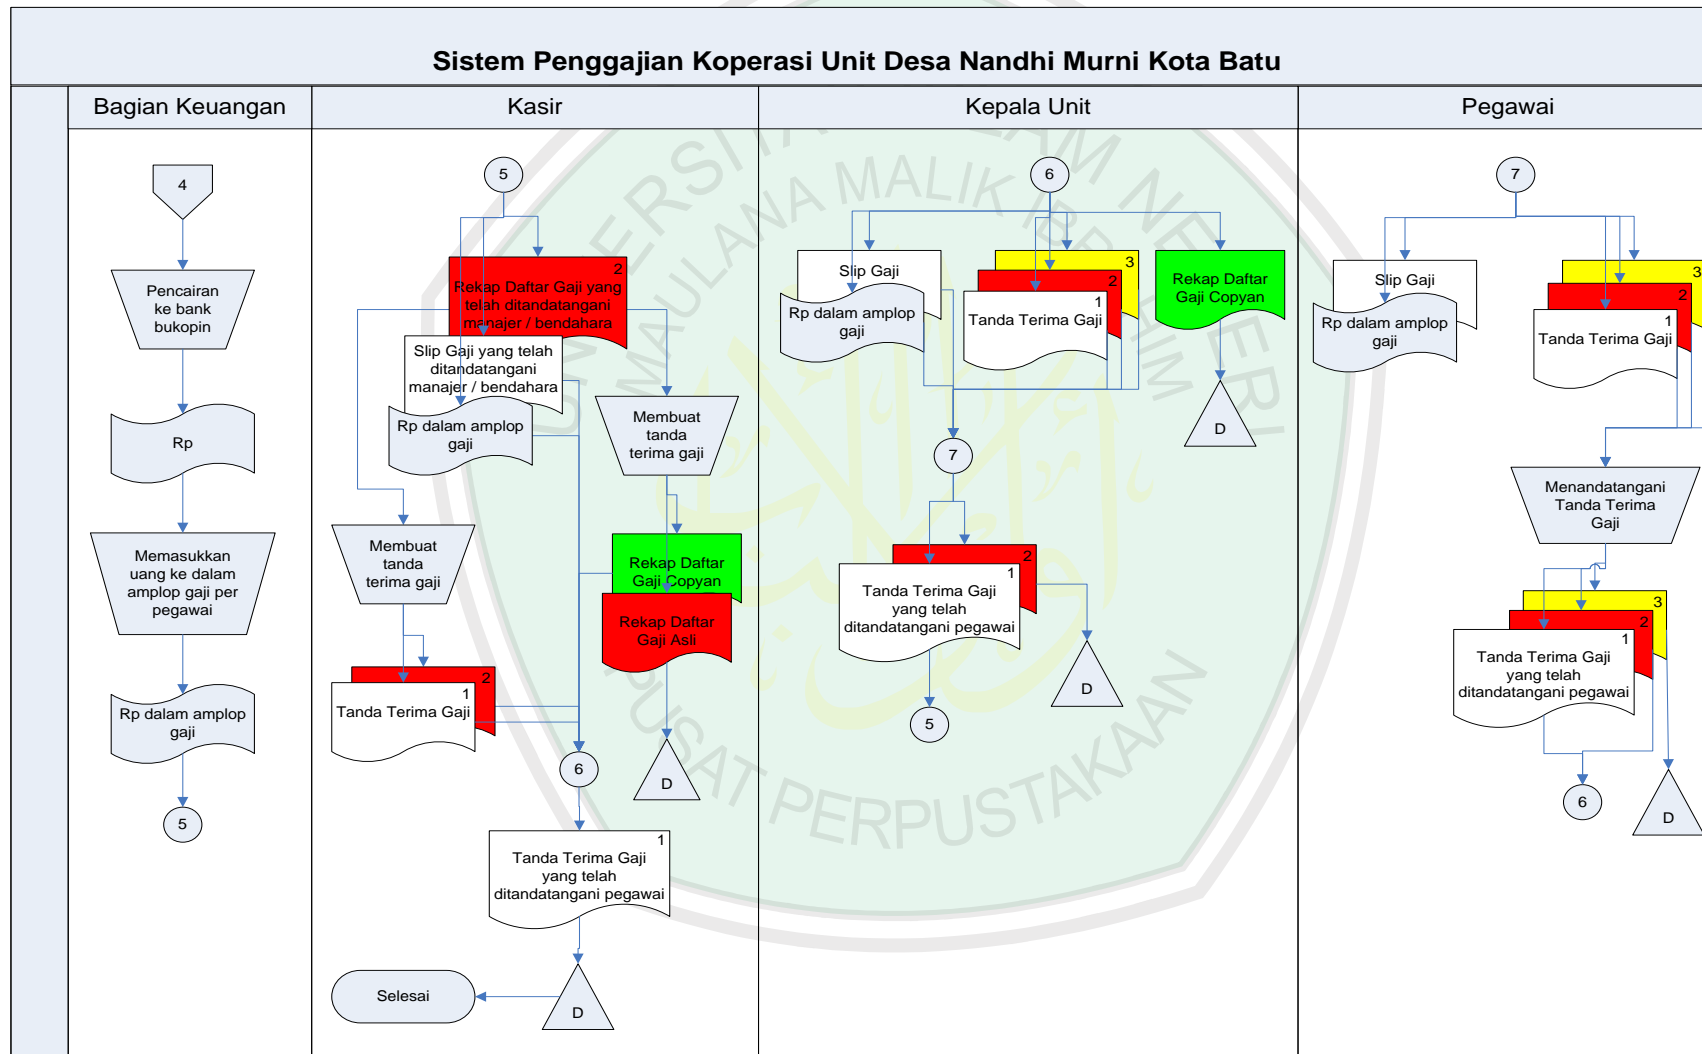 Sistem Penggajian Koperasi Unit Desa Nandhi Murni Kota Batu
Bagian Keuangan
Kasir
Kepala Unit
Pegawai
4
Pencairan
ke bank
bukopin
Rp
Memasukkan
uang ke dalam
amplop gaji per
pegawai
Rp dalam amplop
gaji
5
5
2
Rekap Daftar Gaji yang
telah ditandatangani
manajer / bendahara
Slip Gaji yang telah
ditandatangani
manajer / bendahara
Rp dalam amplop
gaji
Membuat
tanda
terima gaji
Membuat
tanda
terima gaji
Rekap Daftar
Gaji Copyan
Rekap Daftar
Gaji Asli
2
1
Tanda Terima Gaji
6
D
1
Tanda Terima Gaji
yang telah
ditandatangani pegawai
Selesai
D
6
Slip Gaji
Rp dalam amplop
gaji
3
2
1
Tanda Terima Gaji
Rekap Daftar
Gaji Copyan
D
7
2
1
Tanda Terima Gaji
yang telah
ditandatangani pegawai
D
5
7
Slip Gaji
Rp dalam amplop
gaji
3
2
1
Tanda Terima Gaji
Menandatangani
Tanda Terima
Gaji
3
2
1
Tanda Terima Gaji
yang telah
ditandatangani pegawai
6
D
MAULANA MALIK IBRAHIM
PUSAT PERPUSTAKAAN